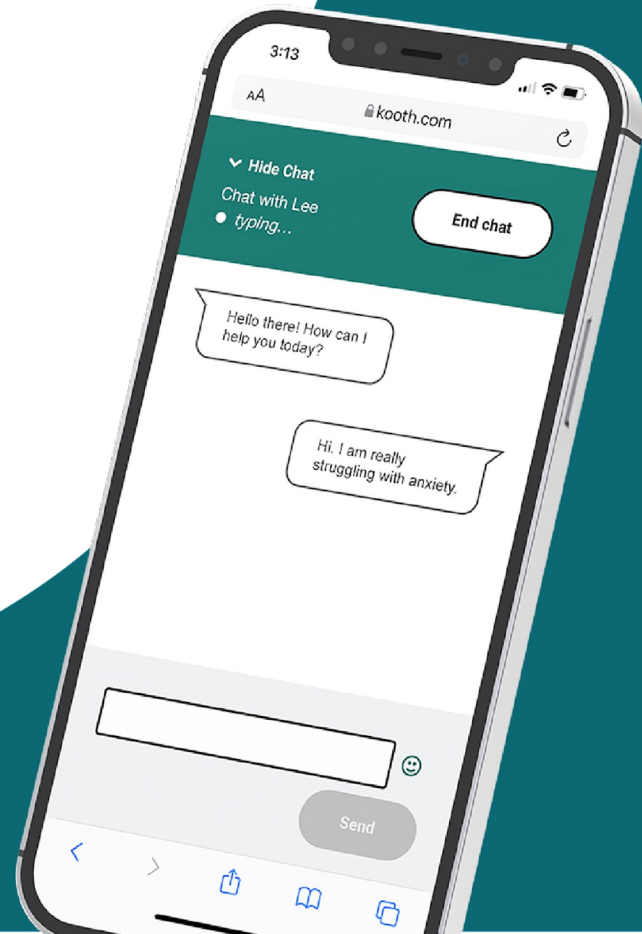 3:13
AA
kooth.com
Hide Chat
Chat with Lee
typing...
End chat
Hello there! How can I
help you today?
Hi. I am really
struggling with anxiety.
Send